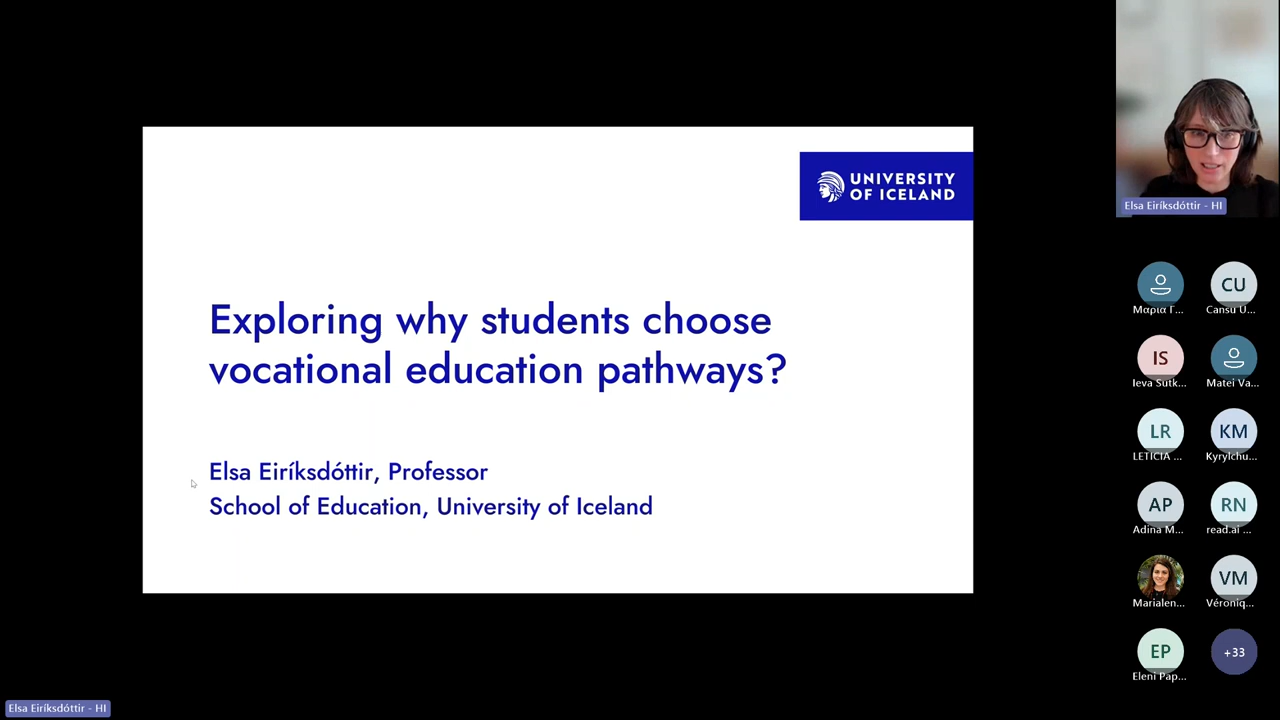 UNIVERSITY
OF ICELAND
Exploring why students choose
vocational education pathways?
Elsa Eiríksdóttir, Professor
School of Education, University of Iceland
Elsa Eiríksdóttir - HI
Μαρία Γ...
CU
Cansu U...
IS
Ieva Sutk...
Matei Va...
LR
LETICIA ...
KM
Kyrylchu...
AP
Adina M...
RN
read.ai ...
Marialen...
VM
Véroniq...
EP
Eleni Pap...
+33
Elsa Eiríksdóttir - HI